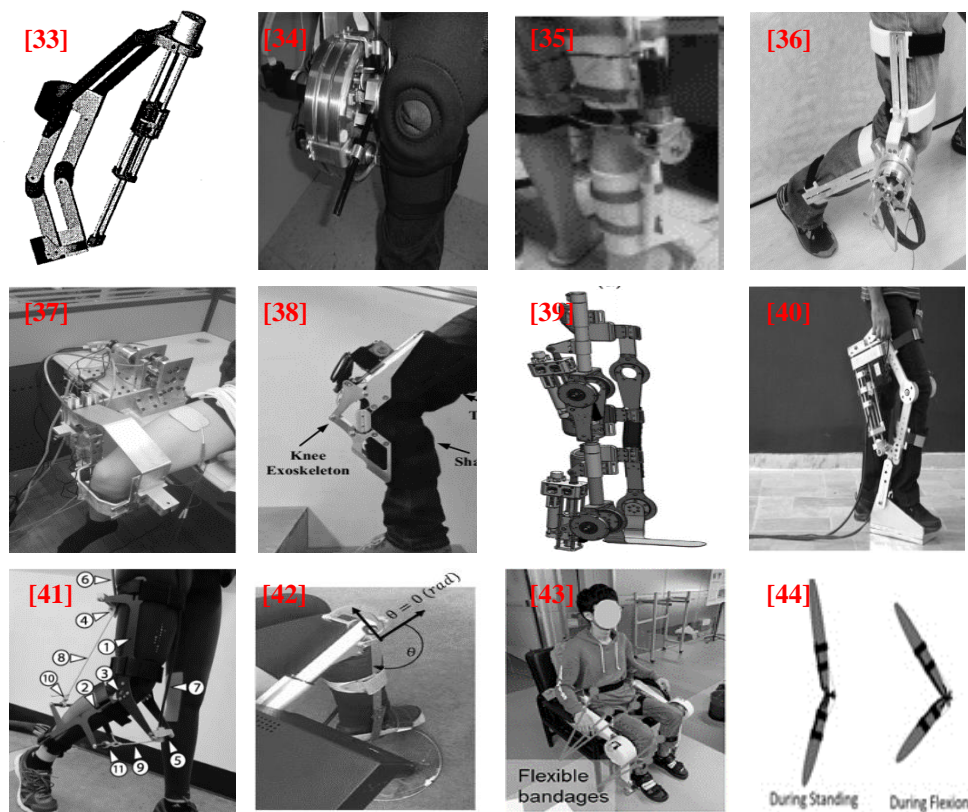 [33]
[34]
[35]
[36]
[37]
[38]
Knee
Exoskeleton
T
Sha
[39]
[40]
[41]
6
4
1
8
3
10
2
7
11
9
5
[42]
θ = 0 (rad)
θ
[43]
Flexible
bandages
[44]
During Standing
During Flexion